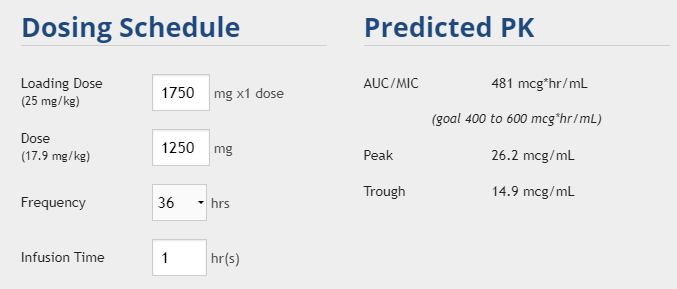 Dosing Schedule
Loading Dose
(25 mg/kg)
1750 mg x1 dose
Dose
(17.9 mg/kg)
1250 mg
Frequency 36 hrs
Infusion Time 1 hr(s)
Predicted PK
AUC/MIC 481 mcg*hr/mL
(goal 400 to 600 mcg*hr/mL)
Peak 26.2 mcg/mL
Trough 14.9 mcg/mL